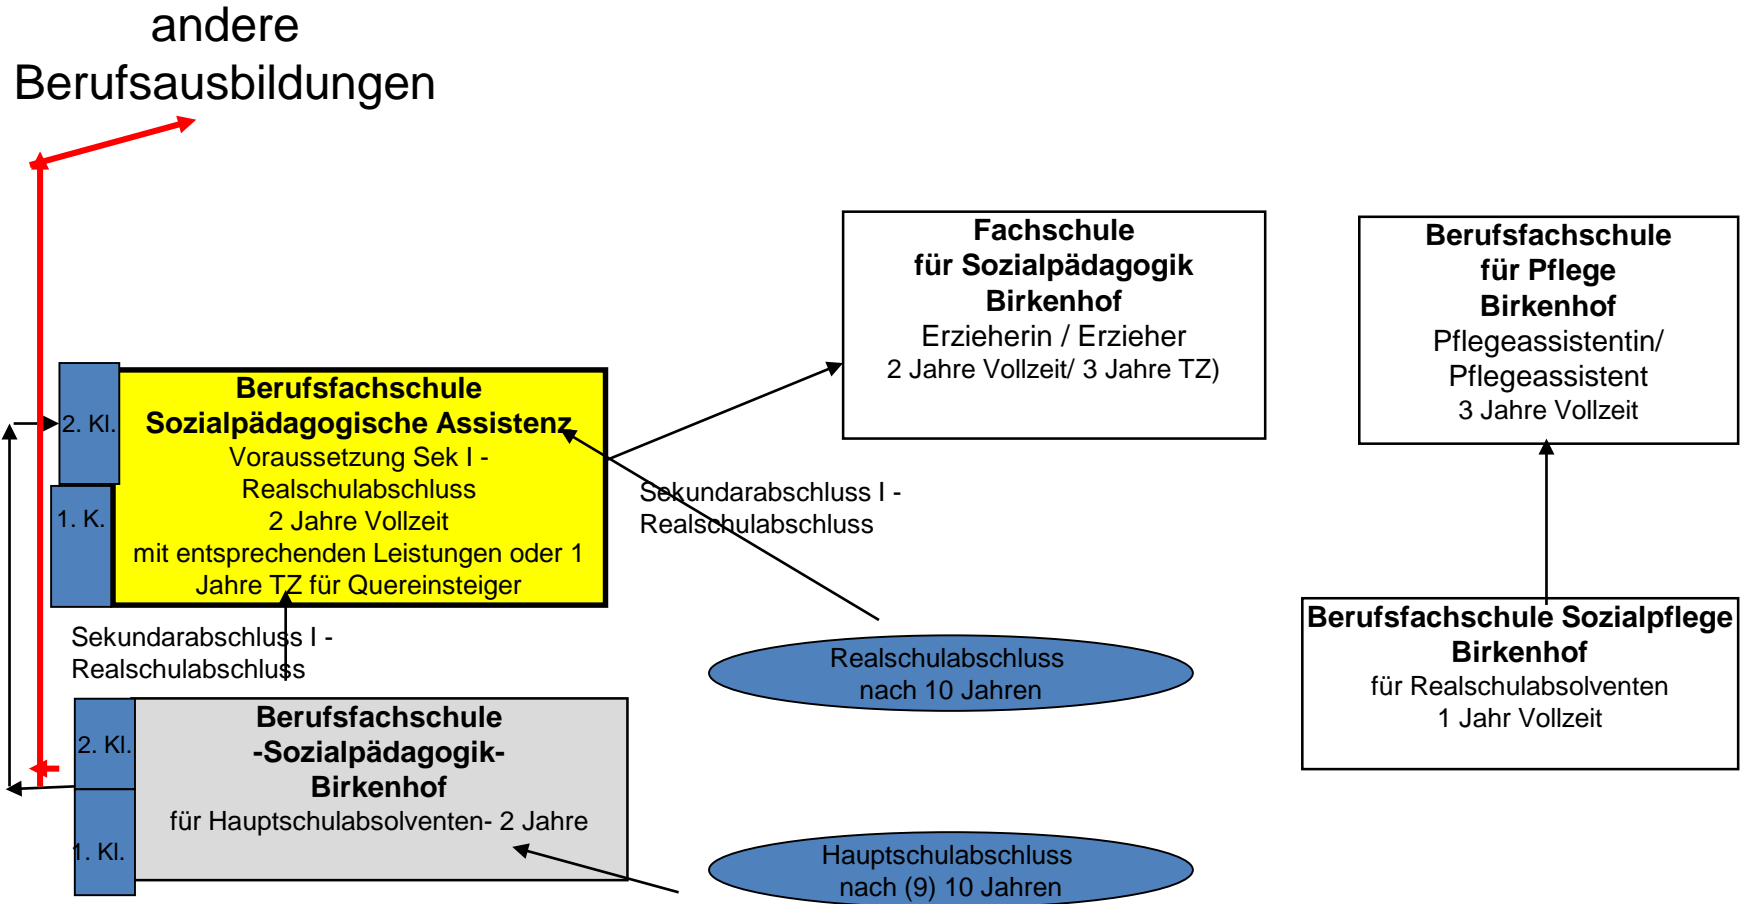 andere
Berufsausbildungen
Fachschule
für Sozialpädagogik
Birkenhof
Erzieherin / Erzieher
2 Jahre Vollzeit/ 3 Jahre TZ)
Berufsfachschule
für Pflege
Birkenhof
Pflegeassistentin/
Pflegeassistent
3 Jahre Vollzeit
2. Kl.
1. K.
Berufsfachschule
Sozialpädagogische Assistenz
Voraussetzung Sek I -
Realschulabschluss
2 Jahre Vollzeit
mit entsprechenden Leistungen oder 1
Jahre TZ für Quereinsteiger
Sekundarabschluss I -
Realschulabschluss
Sekundarabschluss I -
Realschulabschluss
Realschulabschluss
nach 10 Jahren
Berufsfachschule Sozialpflege
Birkenhof
für Realschulabsolventen
1 Jahr Vollzeit
2. Kl.
1. Kl.
Berufsfachschule
-Sozialpädagogik-
Birkenhof
für Hauptschulabsolventen- 2 Jahre
Hauptschulabschluss
nach (9) 10 Jahren